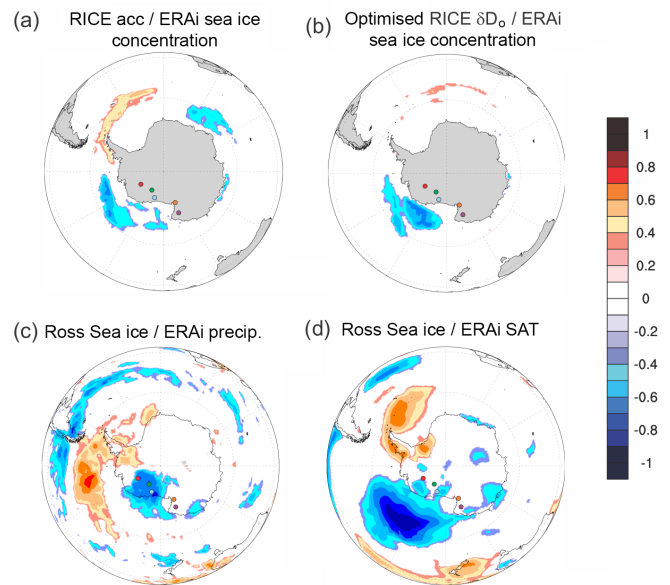 (a) RICE acc / ERAi sea ice
concentration
(b) Optimised RICE δDₒ / ERAi
sea ice concentration
1
0.8
0.6
0.4
0.2
0
-0.2
-0.4
-0.6
-0.8
-1
(c) Ross Sea ice / ERAi precip.
(d) Ross Sea ice / ERAi SAT